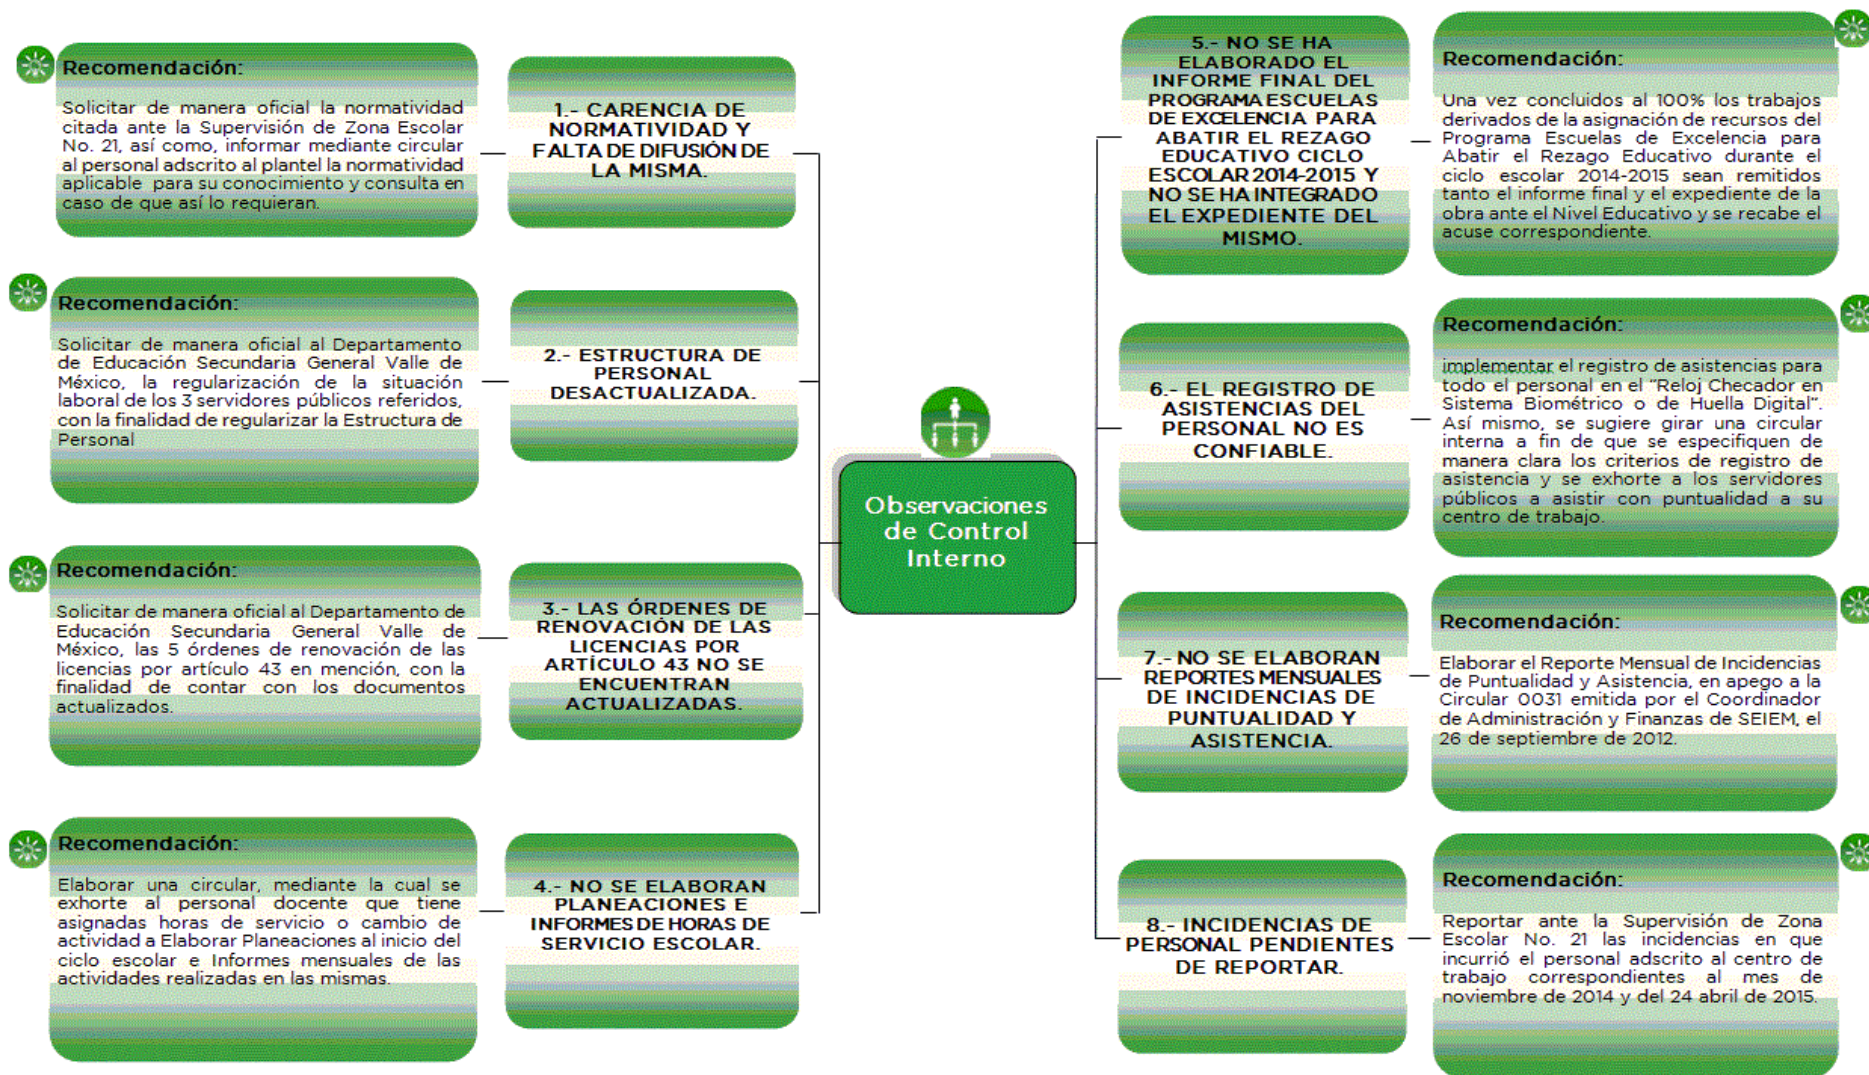 Recomendación:
Solicitar de manera oficial la normatividad
citada ante la Supervisión de Zona Escolar
No. 21, así como, informar mediante circular
al personal adscrito al plantel la normatividad
aplicable para su conocimiento y consulta en
caso de que así lo requieran.
1.- CARENCIA DE
NORMATIVIDAD Y
FALTA DE DIFUSIÓN DE
LA MISMA.
Recomendación:
Solicitar de manera oficial al Departamento
de Educación Secundaria General Valle de
México, la regularización de la situación
laboral de los 3 servidores públicos referidos,
con la finalidad de regularizar la Estructura de
Personal
2.- ESTRUCTURA DE
PERSONAL
DESACTUALIZADA.
Recomendación:
Solicitar de manera oficial al Departamento de
Educación Secundaria General Valle de
México, las 5 órdenes de renovación de las
licencias por artículo 43 en mención, con la
finalidad de contar con los documentos
actualizados.
3.- LAS ÓRDENES DE
RENOVACIÓN DE LAS
LICENCIAS POR
ARTÍCULO 43 NO SE
ENCUENTRAN
ACTUALIZADAS.
Recomendación:
Elaborar una circular, mediante la cual se
exhorte al personal docente que tiene
asignadas horas de servicio o cambio de
actividad a Elaborar Planeaciones al inicio del
ciclo escolar e Informes mensuales de las
actividades realizadas en las mismas.
4.- NO SE ELABORAN
PLANEACIONES E
INFORMES DE HORAS DE
SERVICIO ESCOLAR.
Observaciones
de Control
Interno
5.- NO SE HA
ELABORADO EL
INFORME FINAL DEL
PROGRAMA ESCUELAS
DE EXCELENCIA PARA
ABATIR EL REZAGO
EDUCATIVO CICLO
ESCOLAR 2014-2015 Y
NO SE HA INTEGRADO
EL EXPEDIENTE DEL
MISMO.
Recomendación:
Una vez concluidos al 100% los trabajos
derivados de la asignación de recursos del
Programa Escuelas de Excelencia para
Abatir el Rezago Educativo durante el
ciclo escolar 2014-2015 sean remitidos
tanto el informe final y el expediente de la
obra ante el Nivel Educativo y se recabe el
acuse correspondiente.
6.- EL REGISTRO DE
ASISTENCIAS DEL
PERSONAL NO ES
CONFIABLE.
Recomendación:
implementar el registro de asistencias para
todo el personal en el "Reloj Checador en
Sistema Biométrico o de Huella Digital".
Así mismo, se sugiere girar una circular
interna a fin de que se especifiquen de
manera clara los criterios de registro de
asistencia y se exhorte a los servidores
públicos a asistir con puntualidad a su
centro de trabajo.
7.- NO SE ELABORAN
REPORTES MENSUALES
DE INCIDENCIAS DE
PUNTUALIDAD Y
ASISTENCIA.
Recomendación:
Elaborar el Reporte Mensual de Incidencias
de Puntualidad y Asistencia, en apego a la
Circular 0031 emitida por el Coordinador
de Administración y Finanzas de SEIEM, el
26 de septiembre de 2012.
8.- INCIDENCIAS DE
PERSONAL PENDIENTES
DE REPORTAR.
Recomendación:
Reportar ante la Supervisión de Zona
Escolar No. 21 las incidencias en que
incurrió el personal adscrito al centro de
trabajo correspondientes al mes de
noviembre de 2014 y del 24 abril de 2015.